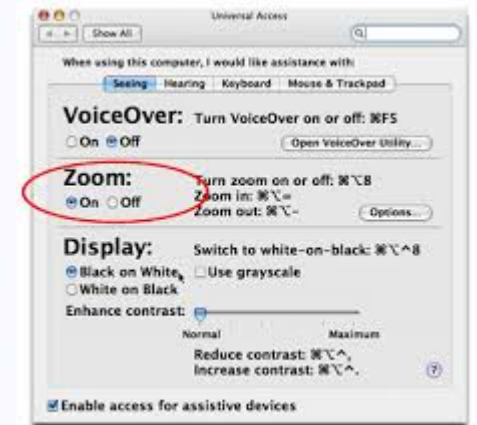 Universal Access
Show All
When using this computer, I would like assistance with:
Seeing Hearing Keyboard Mouse & Trackpad
VoiceOver: Turn VoiceOver on or off: ⌘F5
On Off Open VoiceOver Utility...
Zoom: Turn zoom on or off: ⌘⌥8
On Off Zoom in: ⌘⌥=
Zoom out: ⌘⌥- Options...
Display: Switch to white-on-black: ⌘⌥^8
Black on White Use grayscale
White on Black
Enhance contrast:
Normal Maximum
Reduce contrast: ⌘⌥^,
Increase contrast: ⌘⌥^.
?
Enable access for assistive devices